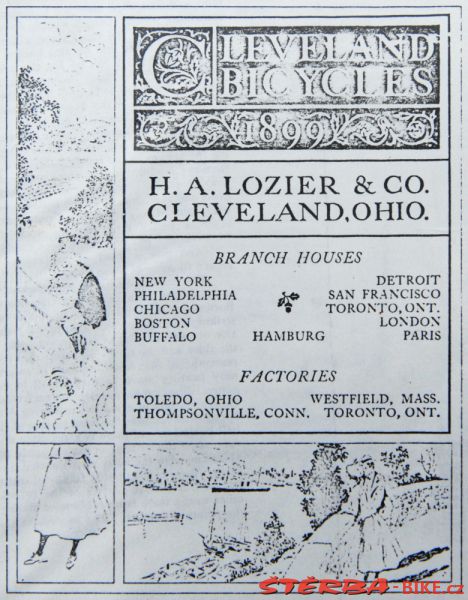 CLEVELAND
BICYCLES
1899
H. A. LOZIER & CO.
CLEVELAND, OHIO.
BRANCH HOUSES
NEW YORK DETROIT
PHILADELPHIA SAN FRANCISCO
CHICAGO TORONTO, ONT.
BOSTON LONDON
BUFFALO HAMBURG PARIS
FACTORIES
TOLEDO, OHIO WESTFIELD, MASS.
THOMPSONVILLE, CONN. TORONTO, ONT.
ŠTĚRBA-BIKE.cz